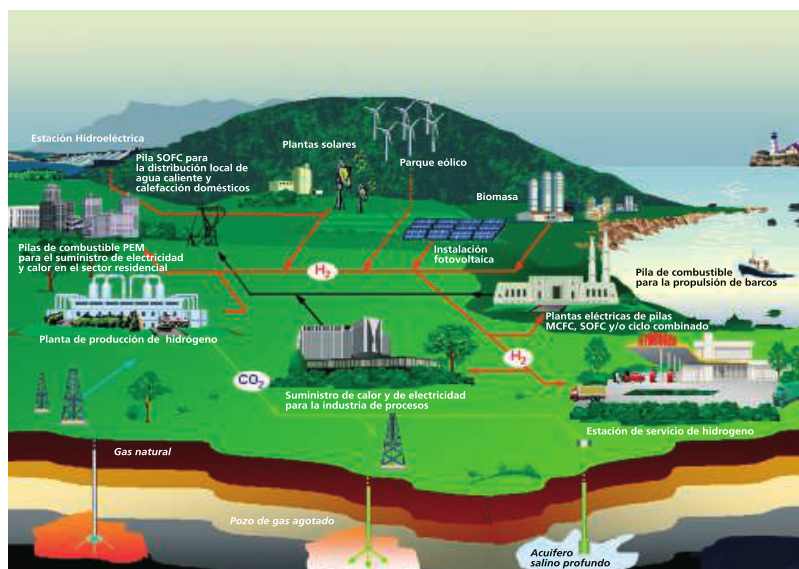 Estación Hidroeléctrica
Pila SOFC para
la distribución local de
agua caliente y
calefacción domésticos
Plantas solares
Parque eólico
Biomasa
Instalación
fotovoltaica
Pilas de combustible PEM
para el suministro de electricidad
y calor en el sector residencial
H2
Pila de combustible
para la propulsión de barcos
Plantas eléctricas de pilas
MCFC, SOFC y/o ciclo combinado
Planta de producción de hidrógeno
H2
CO2
Suministro de calor y de electricidad
para la industria de procesos
Estación de servicio de hidrogeno
Gas natural
Pozo de gas agotado
Acuifero
salino profundo